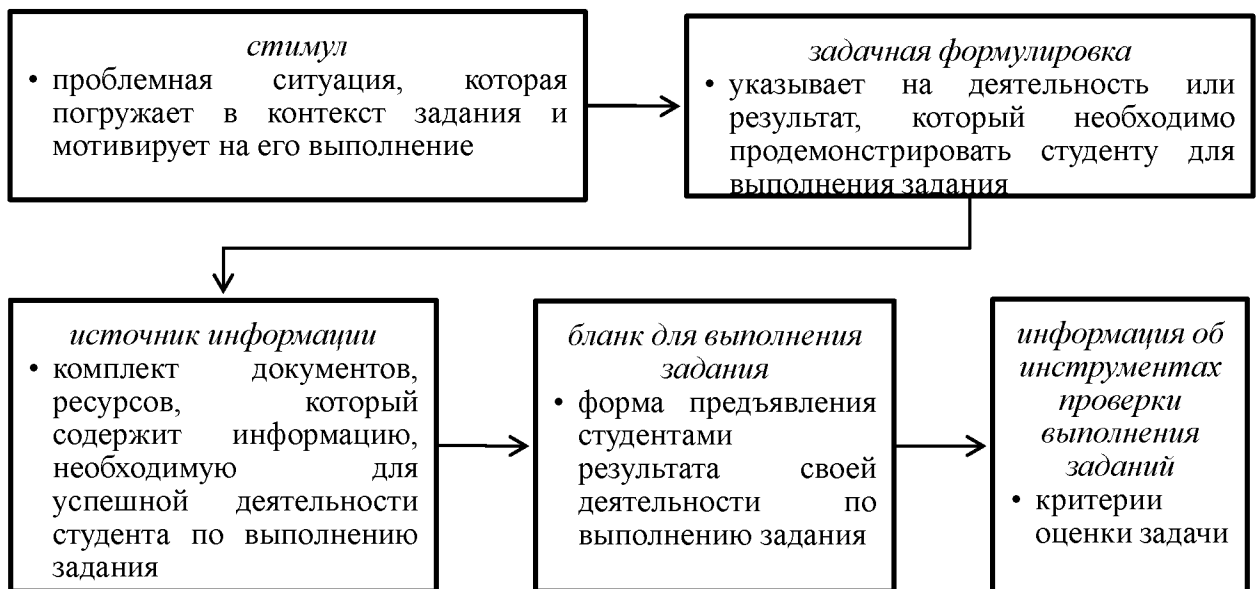 стимул
• проблемная ситуация, которая
погружает в контекст задания и
мотивирует на его выполнение
задачная формулировка
• указывает на деятельность или
результат, который необходимо
продемонстрировать студенту для
выполнения задания
источник информации
• комплект документов,
ресурсов, который
содержит информацию,
необходимую для
успешной деятельности
студента по выполнению
задания
бланк для выполнения
задания
• форма предъявления
студентами
результата своей
деятельности по
выполнению задания
информация об
инструментах
проверки
выполнения
заданий
• критерии
оценки задачи